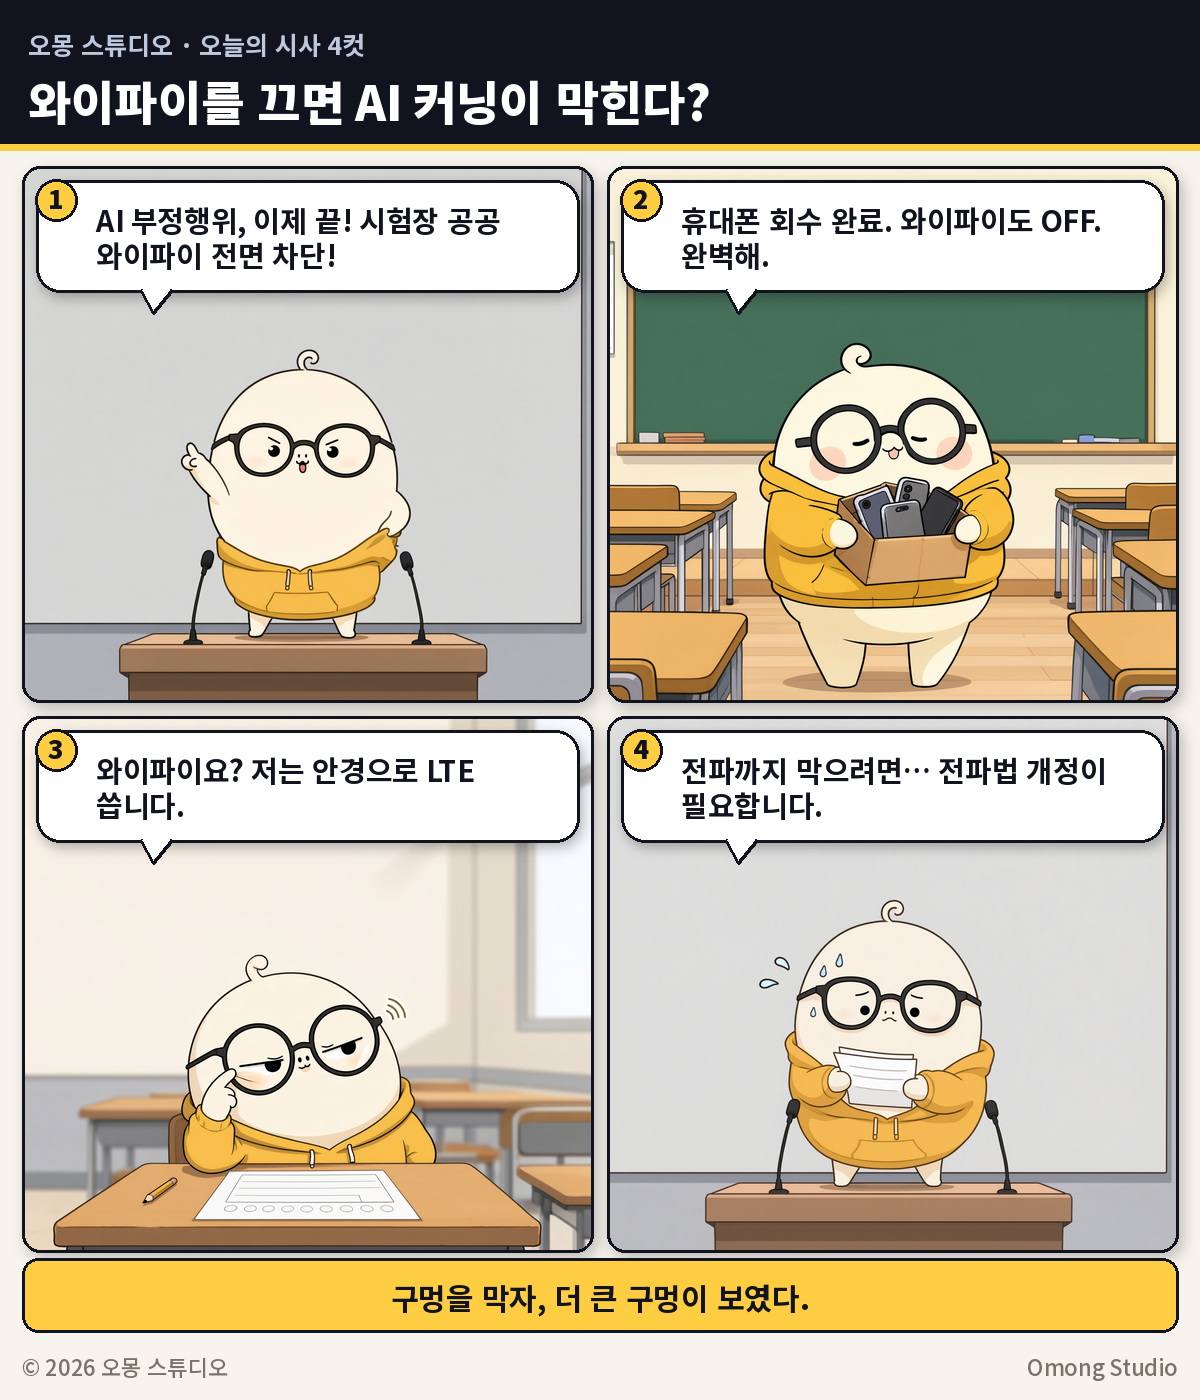 오몽 스튜디오 · 오늘의 시사 4컷
와이파이를 끄면 AI 커닝이 막힌다?
1
AI 부정행위, 이제 끝! 시험장 공공
와이파이 전면 차단!
2
휴대폰 회수 완료. 와이파이도 OFF.
완벽해.
3
와이파이요? 저는 안경으로 LTE
씁니다.
4
전파까지 막으려면… 전파법 개정이
필요합니다.
구멍을 막자, 더 큰 구멍이 보였다.
© 2026 오몽 스튜디오
Omong Studio